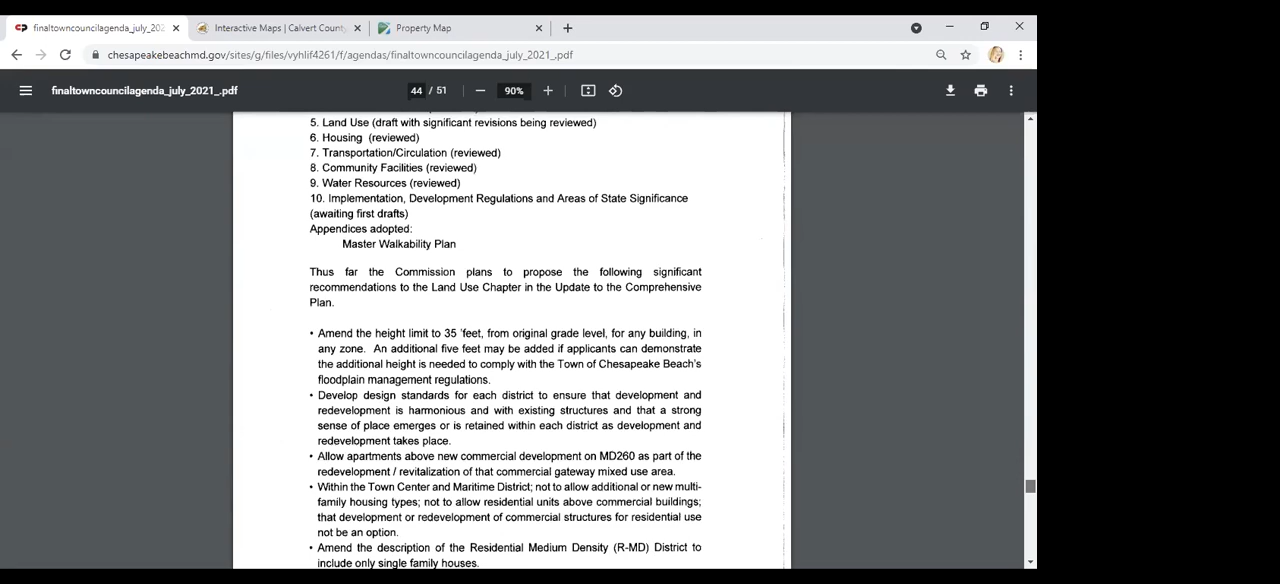 finaltowncouncilagenda_july_202
Interactive Maps | Calvert County
Property Map
chesapeakebeachmd.gov/sites/g/files/vyhlif4261/f/agendas/finaltowncouncilagenda_july_2021_.pdf
finaltowncouncilagenda_july_2021_.pdf
44 / 51
90%
5. Land Use (draft with significant revisions being reviewed)
6. Housing (reviewed)
7. Transportation/Circulation (reviewed)
8. Community Facilities (reviewed)
9. Water Resources (reviewed)
10. Implementation, Development Regulations and Areas of State Significance
(awaiting first drafts)
Appendices adopted:
Master Walkability Plan
Thus far the Commission plans to propose the following significant
recommendations to the Land Use Chapter in the Update to the Comprehensive
Plan.
• Amend the height limit to 35 'feet, from original grade level, for any building, in
any zone. An additional five feet may be added if applicants can demonstrate
the additional height is needed to comply with the Town of Chesapeake Beach's
floodplain management regulations.
• Develop design standards for each district to ensure that development and
redevelopment is harmonious and with existing structures and that a strong
sense of place emerges or is retained within each district as development and
redevelopment takes place.
• Allow apartments above new commercial development on MD260 as part of the
redevelopment / revitalization of that commercial gateway mixed use area.
• Within the Town Center and Maritime District; not to allow additional or new multi-
family housing types; not to allow residential units above commercial buildings;
that development or redevelopment of commercial structures for residential use
not be an option.
• Amend the description of the Residential Medium Density (R-MD) District to
include only single family houses.